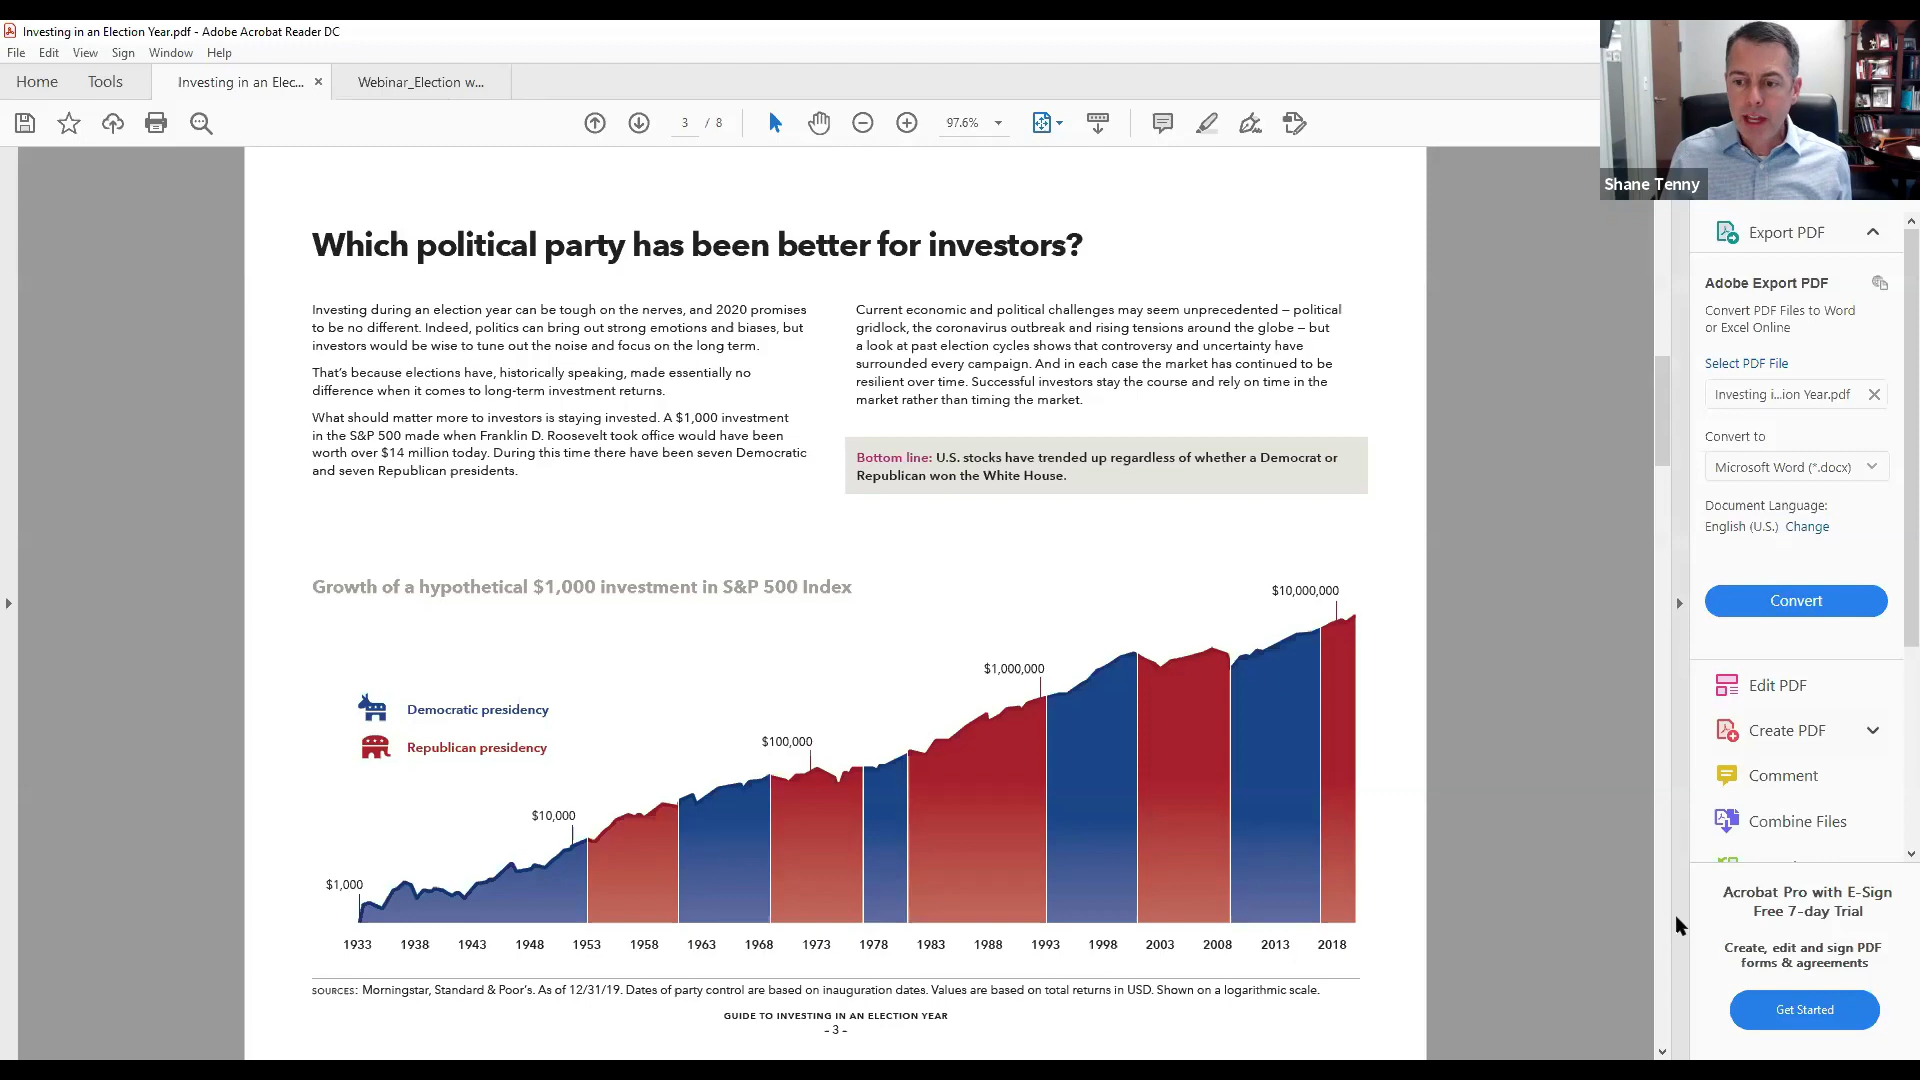 Investing in an Election Year.pdf - Adobe Acrobat Reader DC
File Edit View Sign Window Help
Home Tools Investing in an Elec... × Webinar_Election w...
3 / 8 97.6%
Shane Tenny
Which political party has been better for investors?
Investing during an election year can be tough on the nerves, and 2020 promises
to be no different. Indeed, politics can bring out strong emotions and biases, but
investors would be wise to tune out the noise and focus on the long term.
That’s because elections have, historically speaking, made essentially no
difference when it comes to long-term investment returns.
What should matter more to investors is staying invested. A $1,000 investment
in the S&P 500 made when Franklin D. Roosevelt took office would have been
worth over $14 million today. During this time there have been seven Democratic
and seven Republican presidents.
Current economic and political challenges may seem unprecedented – political
gridlock, the coronavirus outbreak and rising tensions around the globe – but
a look at past election cycles shows that controversy and uncertainty have
surrounded every campaign. And in each case the market has continued to be
resilient over time. Successful investors stay the course and rely on time in the
market rather than timing the market.
Bottom line: U.S. stocks have trended up regardless of whether a Democrat or
Republican won the White House.
Growth of a hypothetical $1,000 investment in S&P 500 Index
$10,000,000
$1,000,000
Democratic presidency
Republican presidency
$100,000
$10,000
$1,000
1933 1938 1943 1948 1953 1958 1963 1968 1973 1978 1983 1988 1993 1998 2003 2008 2013 2018
SOURCES: Morningstar, Standard & Poor’s. As of 12/31/19. Dates of party control are based on inauguration dates. Values are based on total returns in USD. Shown on a logarithmic scale.
GUIDE TO INVESTING IN AN ELECTION YEAR
– 3 –
Export PDF
Adobe Export PDF
Convert PDF Files to Word
or Excel Online
Select PDF File
Investing i...ion Year.pdf
Convert to
Microsoft Word (*.docx)
Document Language:
English (U.S.) Change
Convert
Edit PDF
Create PDF
Comment
Combine Files
Acrobat Pro with E-Sign
Free 7-day Trial
Create, edit and sign PDF
forms & agreements
Get Started